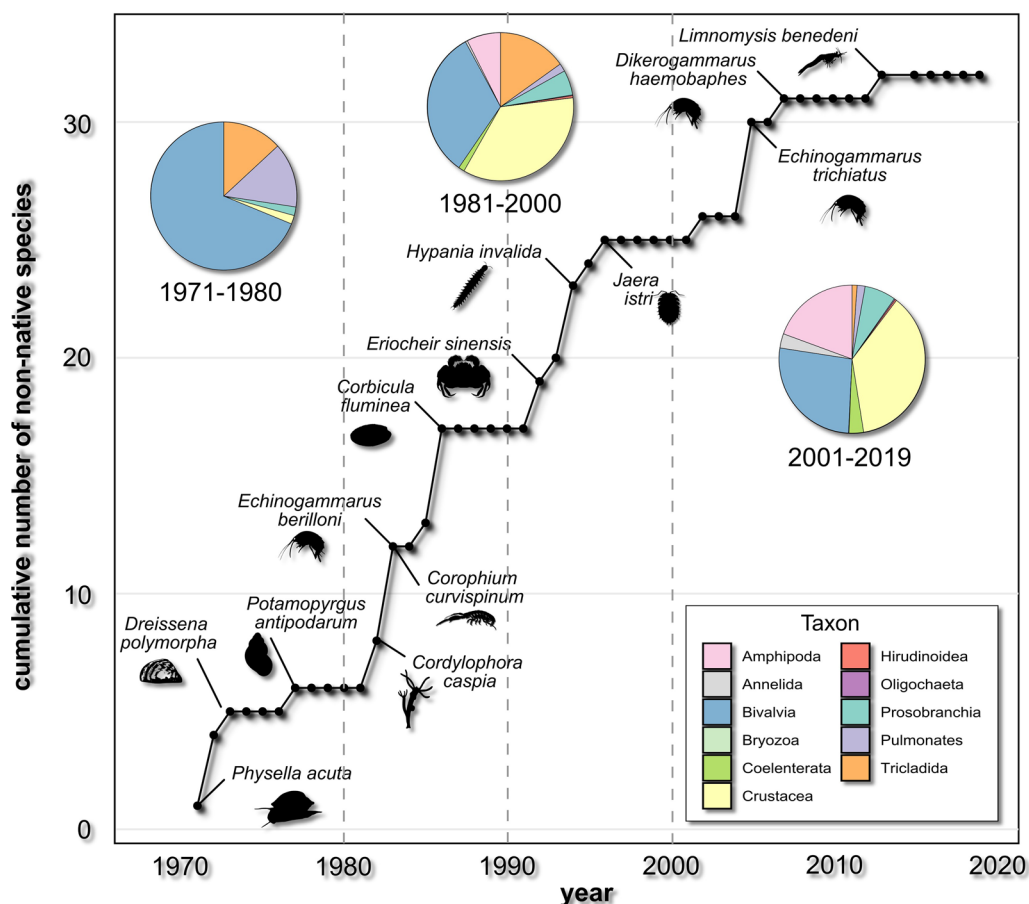 cumulative number of non-native species
30
20
10
0
1970
1980
1990
2000
2010
2020
year
1971-1980
1981-2000
2001-2019
Limnomysis benedeni
Dikerogammarus
haemobaphes
Echinogammarus
trichiatus
Hypania invalida
Jaera
istri
Eriocheir sinensis
Corbicula
fluminea
Echinogammarus
berilloni
Corophium
curvispinum
Dreissena
polymorpha
Potamopyrgus
antipodarum
Cordylophora
caspia
Physella acuta
Taxon
Amphipoda
Annelida
Bivalvia
Bryozoa
Coelenterata
Crustacea
Hirudinoidea
Oligochaeta
Prosobranchia
Pulmonates
Tricladida